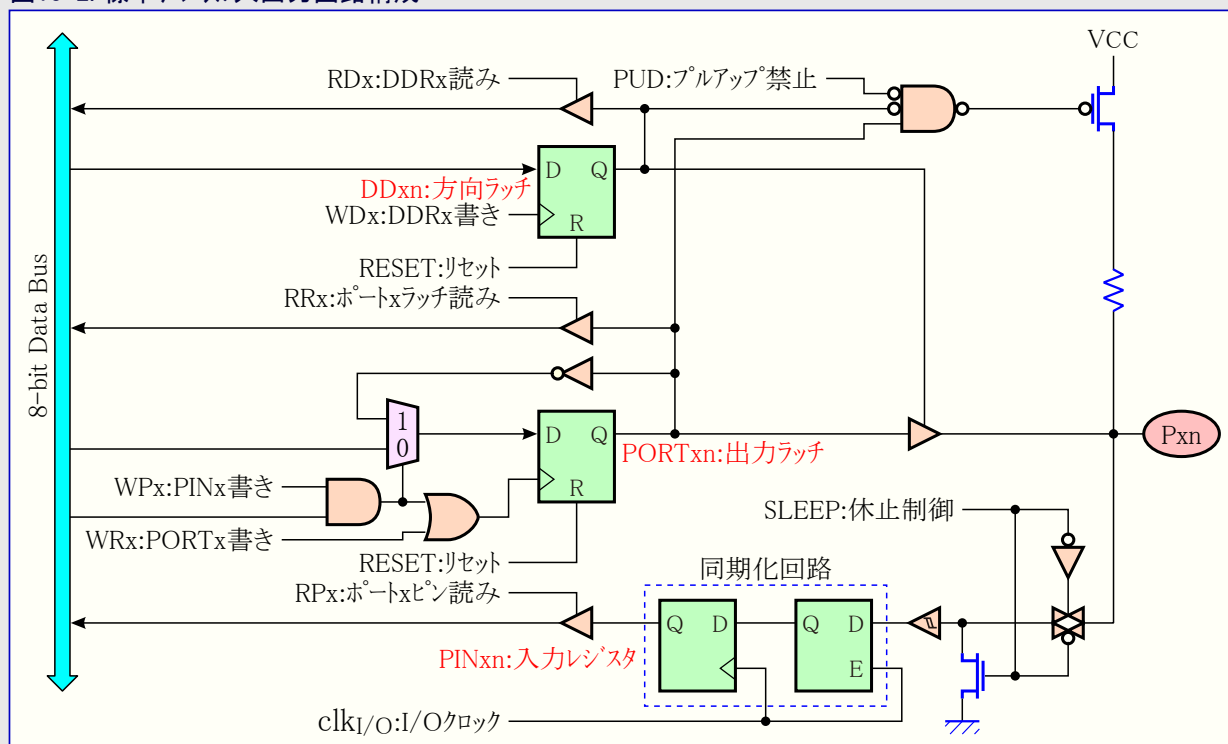 VCC
RDx:DDRx読み
PUD:プルアップ禁止
D Q
DDxn:方向ラッチ
WDx:DDRx書き
R
RESET:リセット
RRx:ポートxラッチ読み
8-bit Data Bus
1
0
D Q
PORTxn:出力ラッチ
Pxn
WPx:PINx書き
R
SLEEP:休止制御
WRx:PORTx書き
RESET:リセット
同期化回路
RPx:ポートxピン読み
Q D
Q D
PINxn:入力レジスタ
E
clkI/O:I/Oクロック